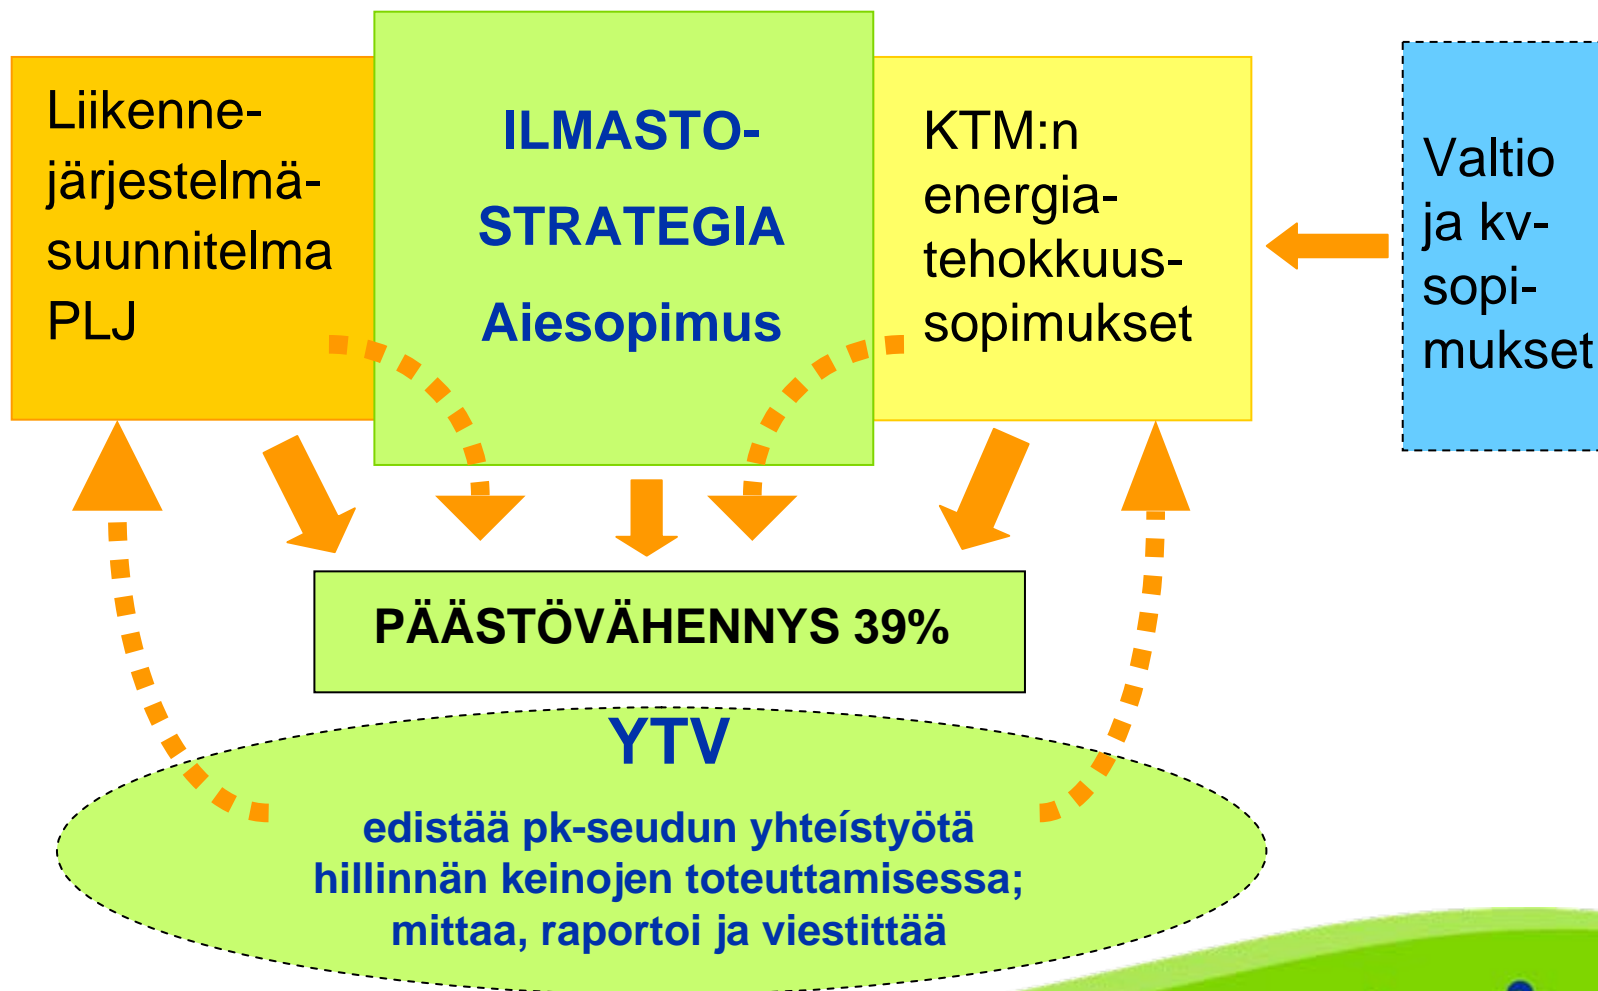 Liikenne-
järjestelmä-
suunnitelma
PLJ
ILMASTO-
STRATEGIA
Aiesopimus
KTM:n
energia-
tehokkuus-
sopimukset
Valtio
ja kv-
sopi-
mukset
PÄÄSTÖVÄHENNYS 39%
YTV
edistää pk-seudun yhteístyötä
hillinnän keinojen toteuttamisessa;
mittaa, raportoi ja viestittää